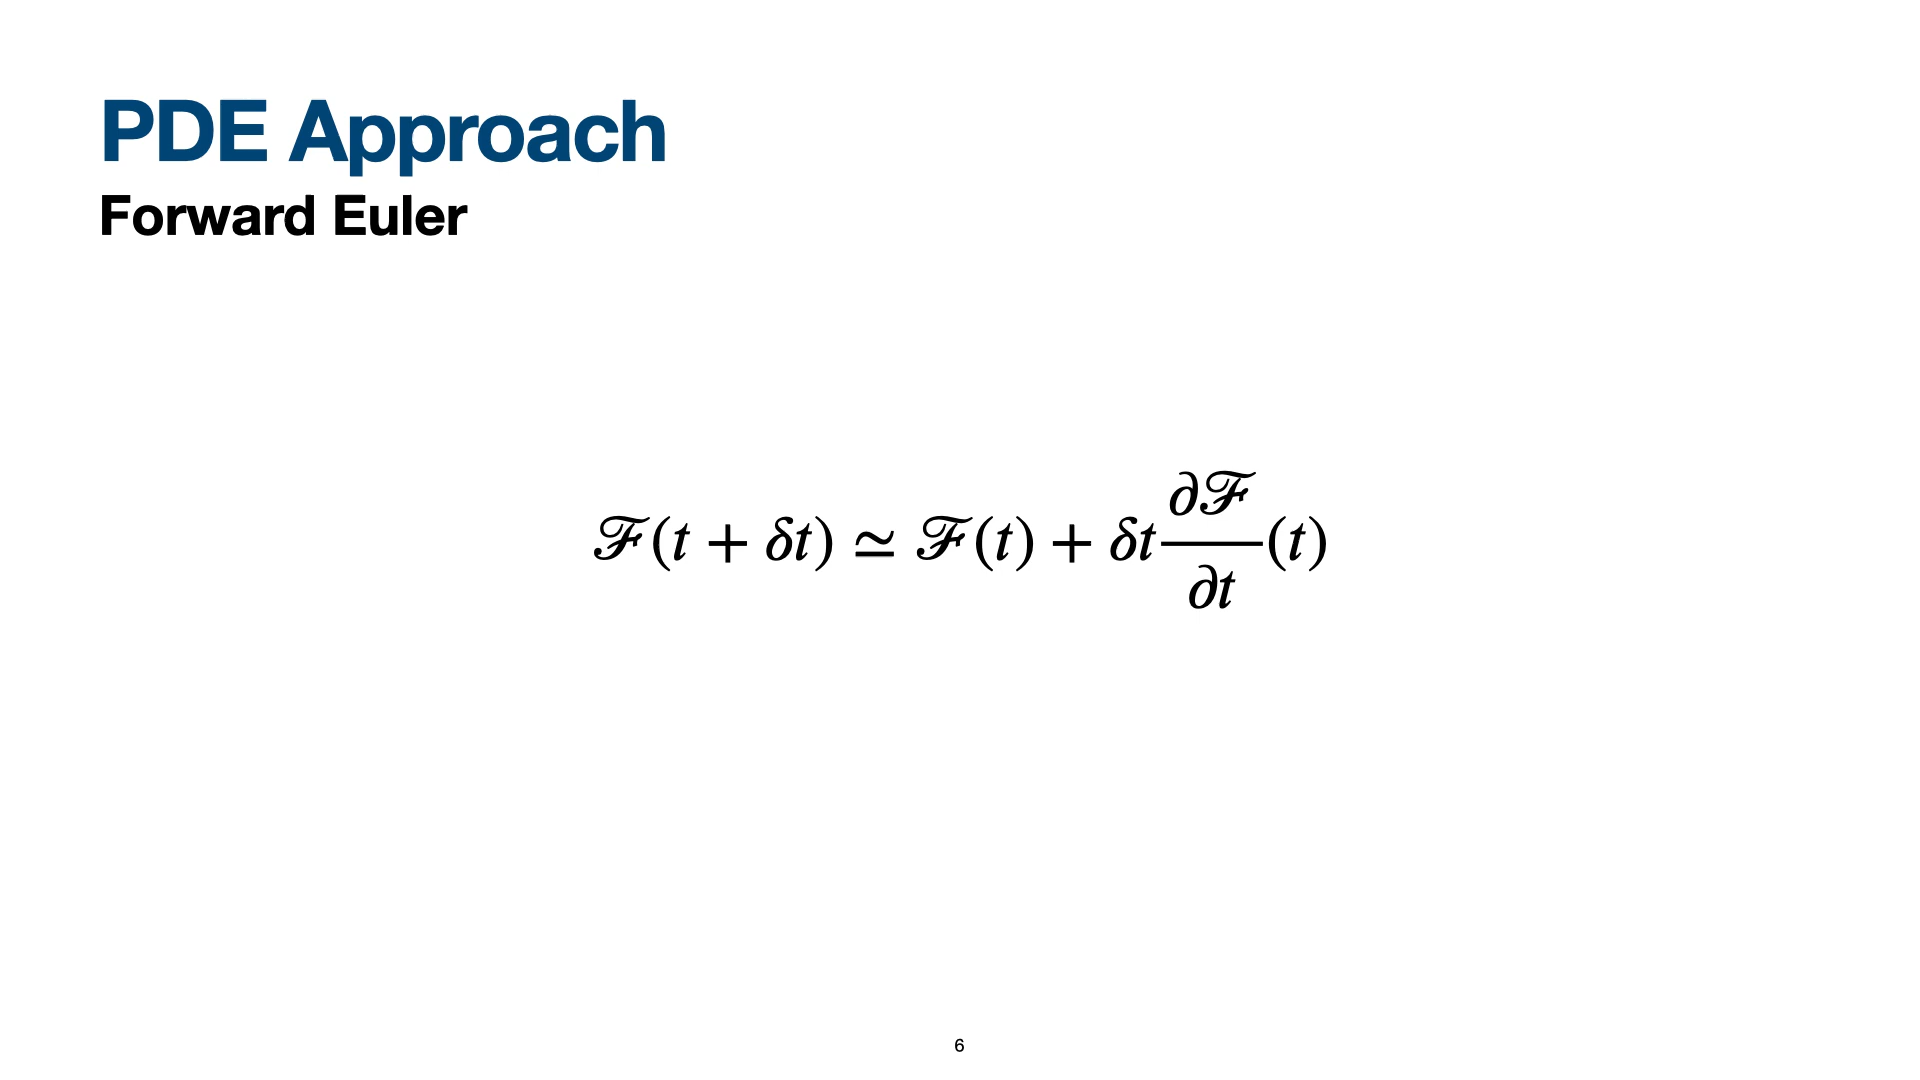 PDE Approach
Forward Euler
ℱ(t + δt) ≃ ℱ(t) + δt ∂ℱ/∂t (t)
6